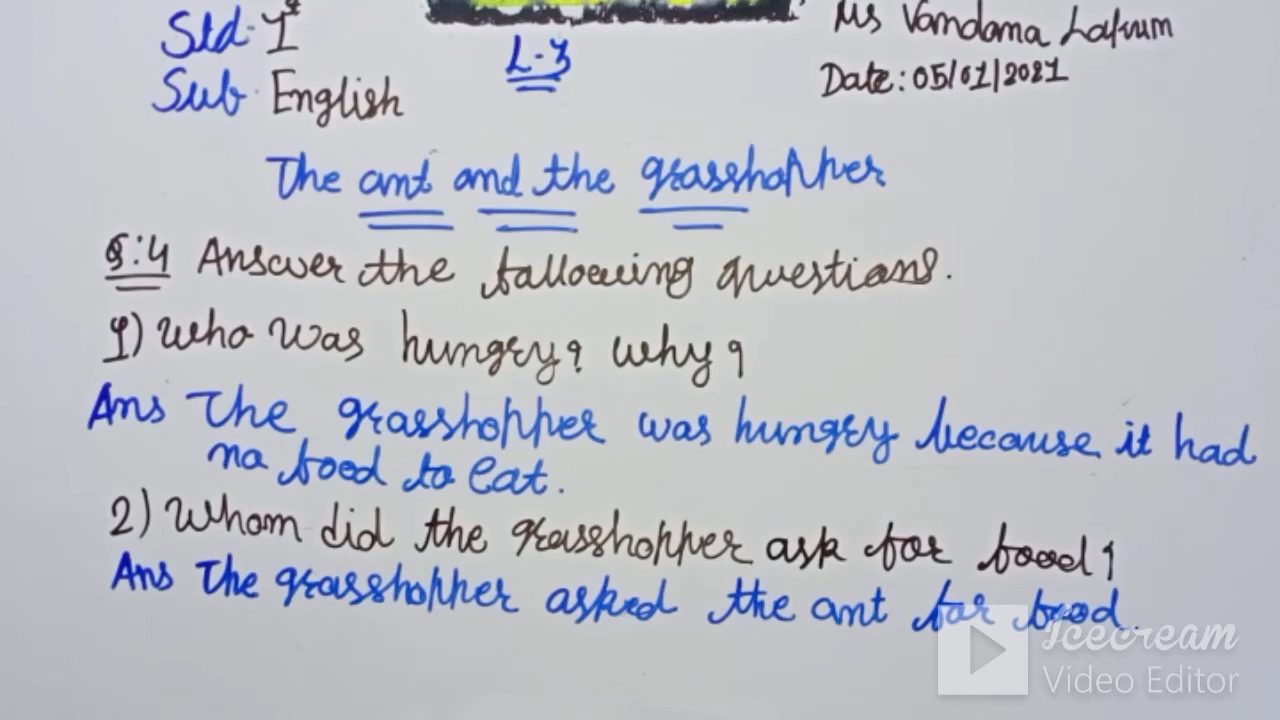 Std. 1st
Ms Vandana Lakum
Sub. English
L-3
Date: 05/01/2021
The ant and the grasshopper
Q:4 Answer the following questions.
1) Who was hungry? why?
Ans The grasshopper was hungry because it had
no food to eat.
2) Whom did the grasshopper ask for food?
Ans The grasshopper asked the ant for food.
Icecream
Video Editor